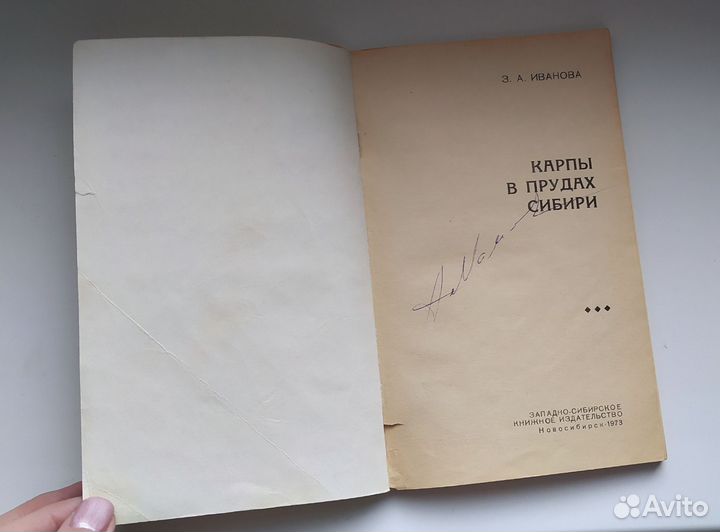 З. А. ИВАНОВА
КАРПЫ
В ПРУДАХ
СИБИРИ
ЗАПАДНО-СИБИРСКОЕ
КНИЖНОЕ ИЗДАТЕЛЬСТВО
Новосибирск-1973
Avito